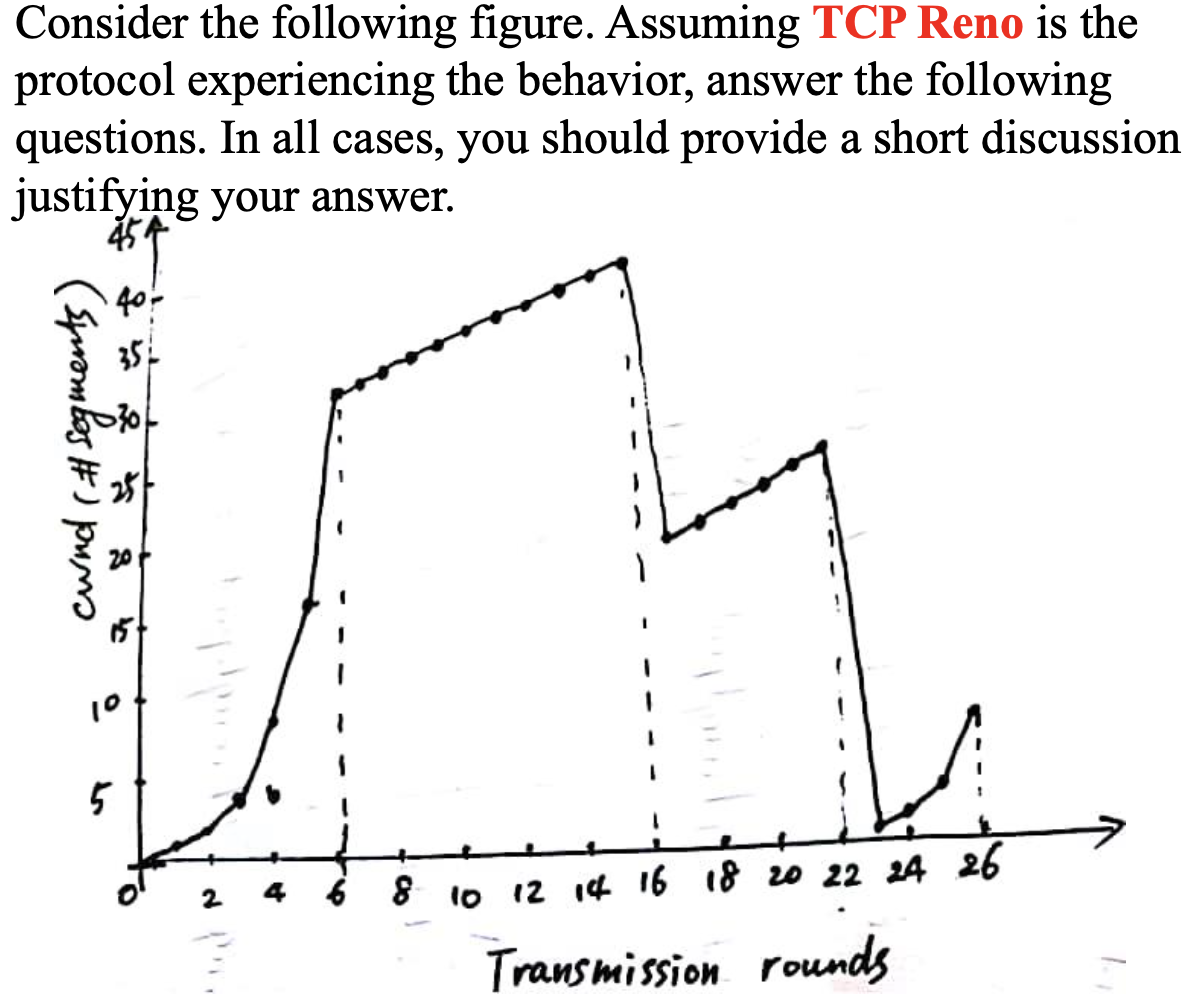 Consider the following figure. Assuming TCP Reno is the
protocol experiencing the behavior, answer the following
questions. In all cases, you should provide a short discussion
justifying your answer.
45
40
35
30
25
20
15
10
5
cwnd (# segments)
0 2 4 6 8 10 12 14 16 18 20 22 24 26
Transmission rounds